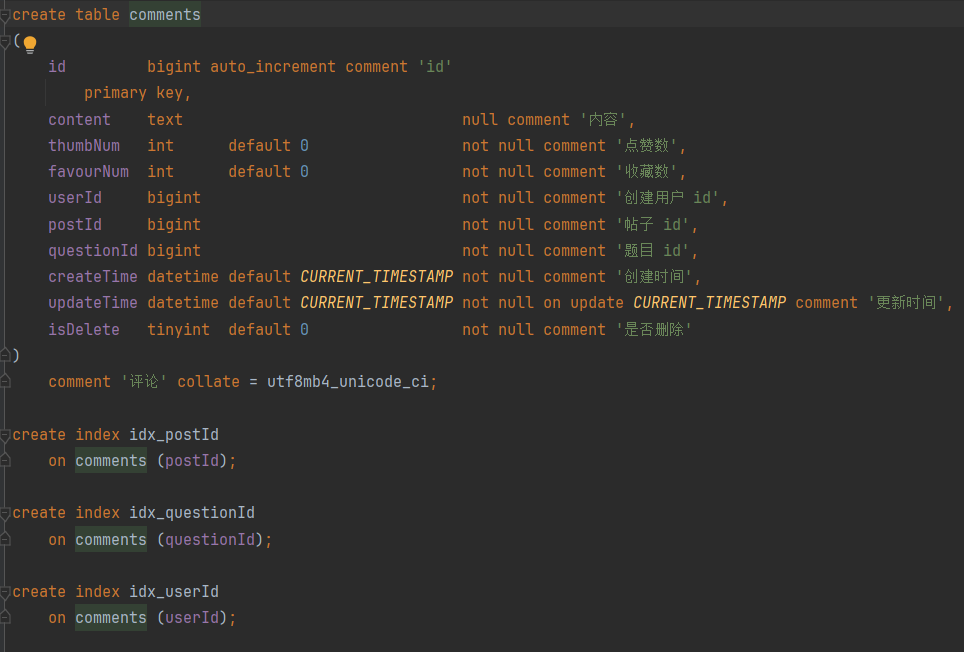 create table comments
(
id bigint auto_increment comment 'id'
primary key,
content text null comment '内容',
thumbNum int default 0 not null comment '点赞数',
favourNum int default 0 not null comment '收藏数',
userId bigint not null comment '创建用户 id',
postId bigint not null comment '帖子 id',
questionId bigint not null comment '题目 id',
createTime datetime default CURRENT_TIMESTAMP not null comment '创建时间',
updateTime datetime default CURRENT_TIMESTAMP not null on update CURRENT_TIMESTAMP comment '更新时间',
isDelete tinyint default 0 not null comment '是否删除'
)
comment '评论' collate = utf8mb4_unicode_ci;
create index idx_postId
on comments (postId);
create index idx_questionId
on comments (questionId);
create index idx_userId
on comments (userId);